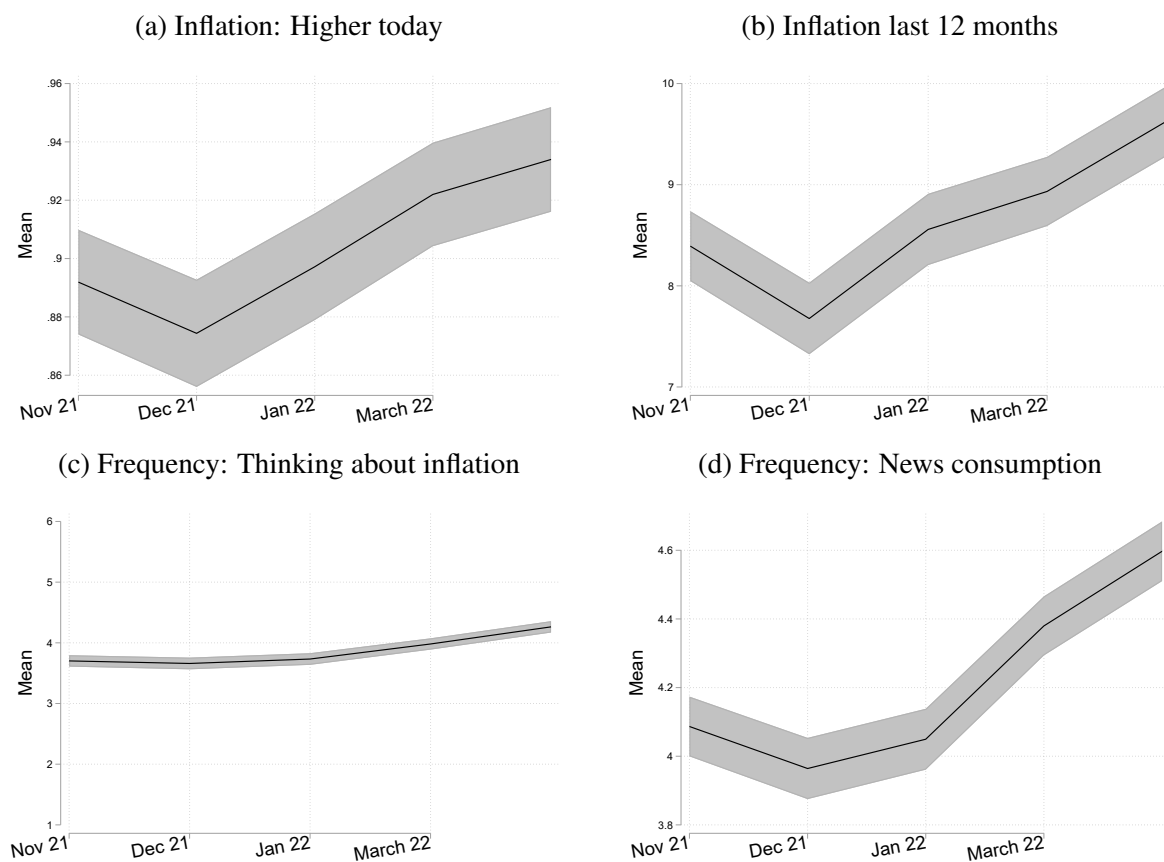 (a) Inflation: Higher today
.96
.94
.92
.9
.88
.86
Mean
Nov 21 Dec 21 Jan 22 March 22
(b) Inflation last 12 months
10
9
8
7
Mean
Nov 21 Dec 21 Jan 22 March 22
(c) Frequency: Thinking about inflation
6
5
4
3
2
1
Mean
Nov 21 Dec 21 Jan 22 March 22
(d) Frequency: News consumption
4.6
4.4
4.2
4
3.8
Mean
Nov 21 Dec 21 Jan 22 March 22